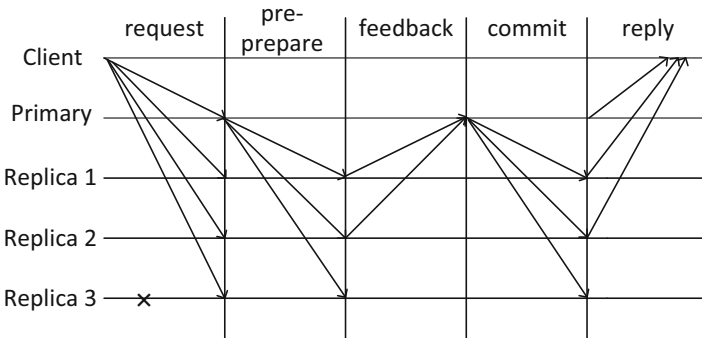 request
pre-
prepare
feedback
commit
reply
Client
Primary
Replica 1
Replica 2
Replica 3